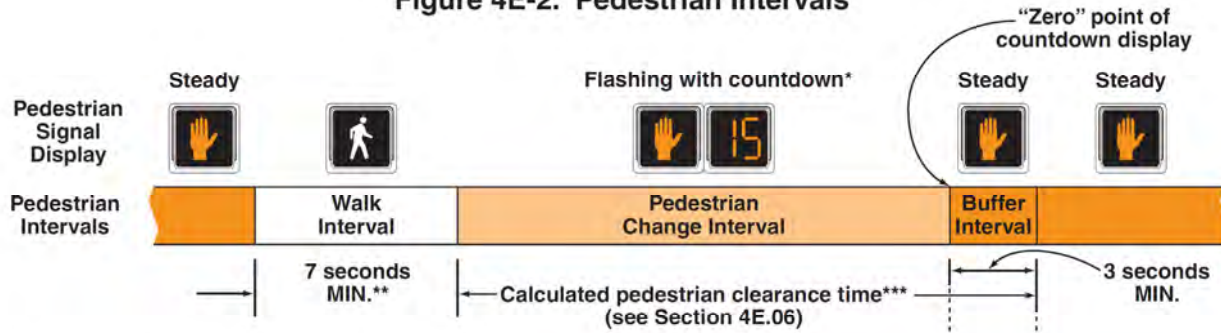 Figure 4E-2. Pedestrian Intervals
"Zero" point of
countdown display
Steady
Flashing with countdown*
Steady
Steady
Pedestrian
Signal
Display
15
Pedestrian
Intervals
Walk
Interval
Pedestrian
Change Interval
Buffer
Interval
7 seconds
MIN.**
Calculated pedestrian clearance time***
(see Section 4E.06)
3 seconds
MIN.